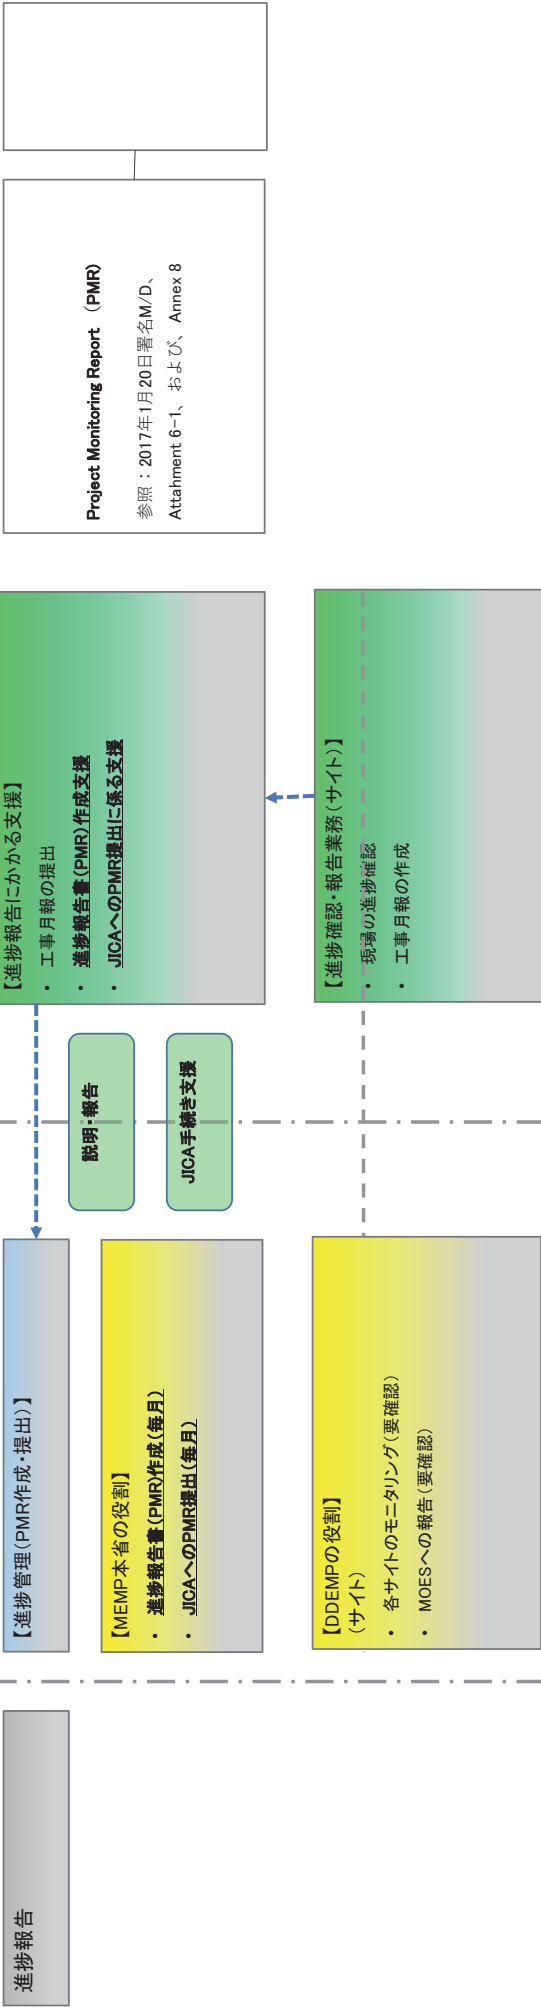 進捗報告
【進捗管理(PMR作成・提出)】
【MEMP本省の役割】
・ 進捗報告書(PMR)作成(毎月)
・ JICAへのPMR提出(毎月)
【DDEMPの役割】
(サイト)
・ 各サイトのモニタリング(要確認)
・ MOESへの報告(要確認)
説明・報告
JICA手続き支援
【進捗報告にかかる支援】
・ 工事月報の提出
・ 進捗報告書(PMR)作成支援
・ JICAへのPMR提出に係る支援
【進捗確認・報告業務(サイト)】
・ 現場の進捗確認
・ 工事月報の作成
Project Monitoring Report (PMR)
参照：2017年1月20日署名M/D、
Attahment 6-1、および、Annex 8